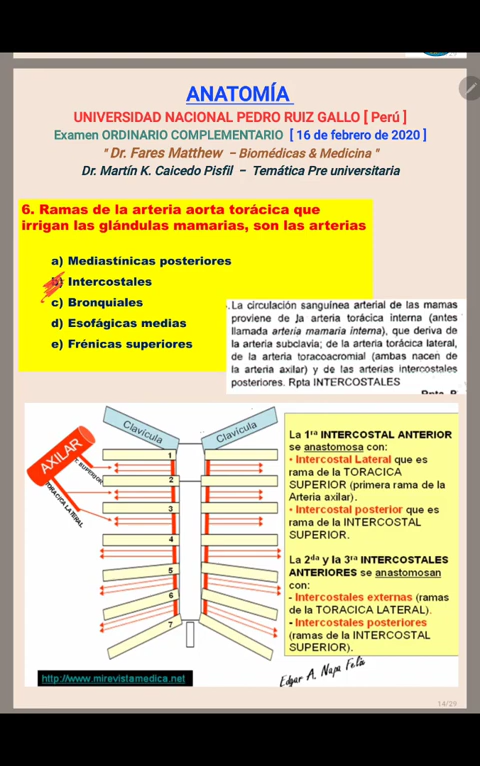 ANATOMÍA
UNIVERSIDAD NACIONAL PEDRO RUIZ GALLO [ Perú ]
Examen ORDINARIO COMPLEMENTARIO [ 16 de febrero de 2020 ]
" Dr. Fares Matthew – Biomédicas & Medicina "
Dr. Martín K. Caicedo Pisfil – Temática Pre universitaria
6. Ramas de la arteria aorta torácica que
irrigan las glándulas mamarias, son las arterias
a) Mediastínicas posteriores
b) Intercostales
c) Bronquiales
d) Esofágicas medias
e) Frénicas superiores
La circulación sanguínea arterial de las mamas
proviene de la arteria torácica interna (antes
llamada arteria mamaria interna), que deriva de
la arteria subclavia; de la arteria torácica lateral,
de la arteria toracoacromial (ambas nacen de
la arteria axilar) y de las arterias intercostales
posteriores. Rpta INTERCOSTALES
Clavícula
Clavícula
AXILAR
SUPERIOR
TORACICA LATERAL
1
2
3
4
5
6
7
La 1ra INTERCOSTAL ANTERIOR
se anastomosa con:
• Intercostal Lateral que es
rama de la TORACICA
SUPERIOR (primera rama de la
Arteria axilar).
• Intercostal posterior que es
rama de la INTERCOSTAL
SUPERIOR.
La 2da y la 3ra INTERCOSTALES
ANTERIORES se anastomosan
con:
- Intercostales externas (ramas
de la TORACICA LATERAL).
- Intercostales posteriores
(ramas de la INTERCOSTAL
SUPERIOR).
http://www.mirevistamedica.net
Edgar A. Napa Felix
14/29